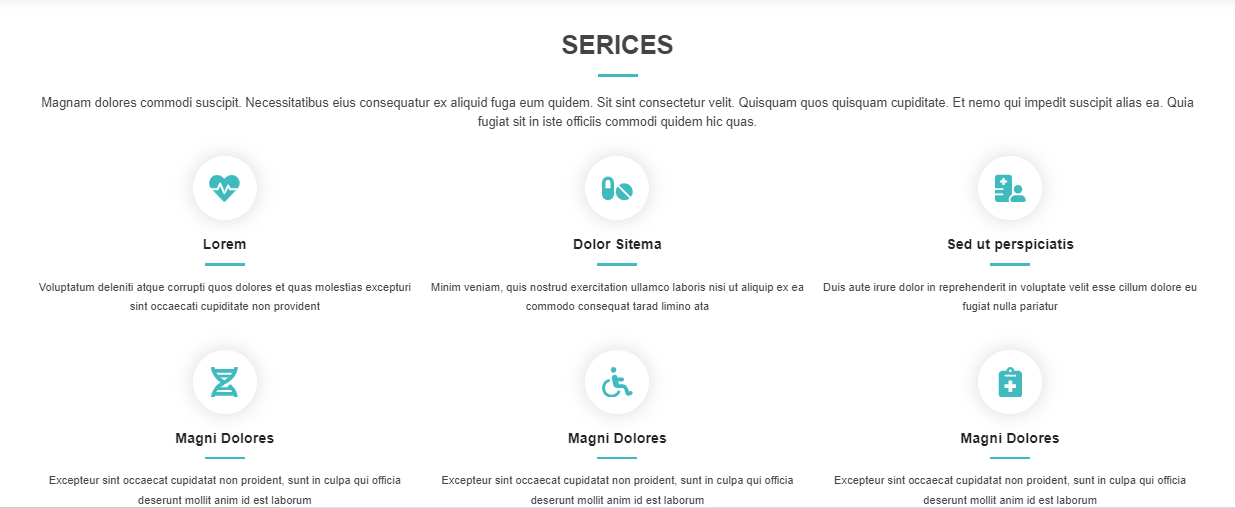 SERICES
Magnam dolores commodi suscipit. Necessitatibus eius consequatur ex aliquid fuga eum quidem. Sit sint consectetur velit. Quisquam quos quisquam cupiditate. Et nemo qui impedit suscipit alias ea. Quia
fugiat sit in iste officiis commodi quidem hic quas.
Lorem
Voluptatum deleniti atque corrupti quos dolores et quas molestias excepturi
sint occaecati cupiditate non provident
Dolor Sitema
Minim veniam, quis nostrud exercitation ullamco laboris nisi ut aliquip ex ea
commodo consequat tarad limino ata
Sed ut perspiciatis
Duis aute irure dolor in reprehenderit in voluptate velit esse cillum dolore eu
fugiat nulla pariatur
Magni Dolores
Excepteur sint occaecat cupidatat non proident, sunt in culpa qui officia
deserunt mollit anim id est laborum
Magni Dolores
Excepteur sint occaecat cupidatat non proident, sunt in culpa qui officia
deserunt mollit anim id est laborum
Magni Dolores
Excepteur sint occaecat cupidatat non proident, sunt in culpa qui officia
deserunt mollit anim id est laborum